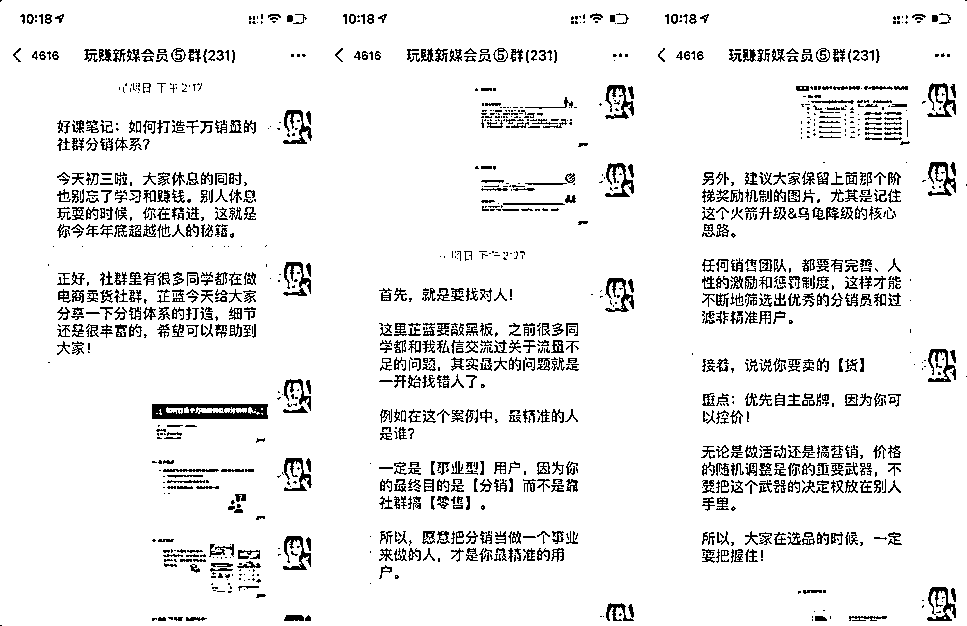 10:18
4616
玩赚新媒会员⑤群(231)
好课笔记：如何打造千万销量的
社群分销体系？
今天初三啦，大家休息的同时，
也别忘了学习和赚钱。别人休息
玩耍的时候，你在精进，这就是
你今年年底超越他人的秘籍。
正好，社群里有很多同学都在做
电商卖货社群，芷蓝今天给大家
分享一下分销体系的打造，细节
还是很丰富的，希望可以帮助到
大家！
10:18
4616
玩赚新媒会员⑤群(231)
首先，就是要找对人！
这里芷蓝要敲黑板，之前很多同
学都和我私信交流过关于流量不
足的问题，其实最大的问题就是
一开始找错人了。
例如在这个案例中，最精准的人
是谁？
一定是【事业型】用户，因为你
的最终目的是【分销】而不是靠
社群搞【零售】。
所以，愿意把分销当做一个事业
来做的人，才是你最精准的用
户。
10:18
4616
玩赚新媒会员⑤群(231)
另外，建议大家保留上面那个阶
梯奖励机制的图片，尤其是记住
这个火箭升级&乌龟降级的核心
思路。
任何销售团队，都要有完善、人
性的激励和惩罚制度，这样才能
不断地筛选出优秀的分销员和过
滤非精准用户。
接着，说说你要卖的【货】
重点：优先自主品牌，因为你可
以控价！
无论是做活动还是搞营销，价格
的随机调整是你的重要武器，不
要把这个武器的决定权放在别人
手里。
所以，大家在选品的时候，一定
要把握住！